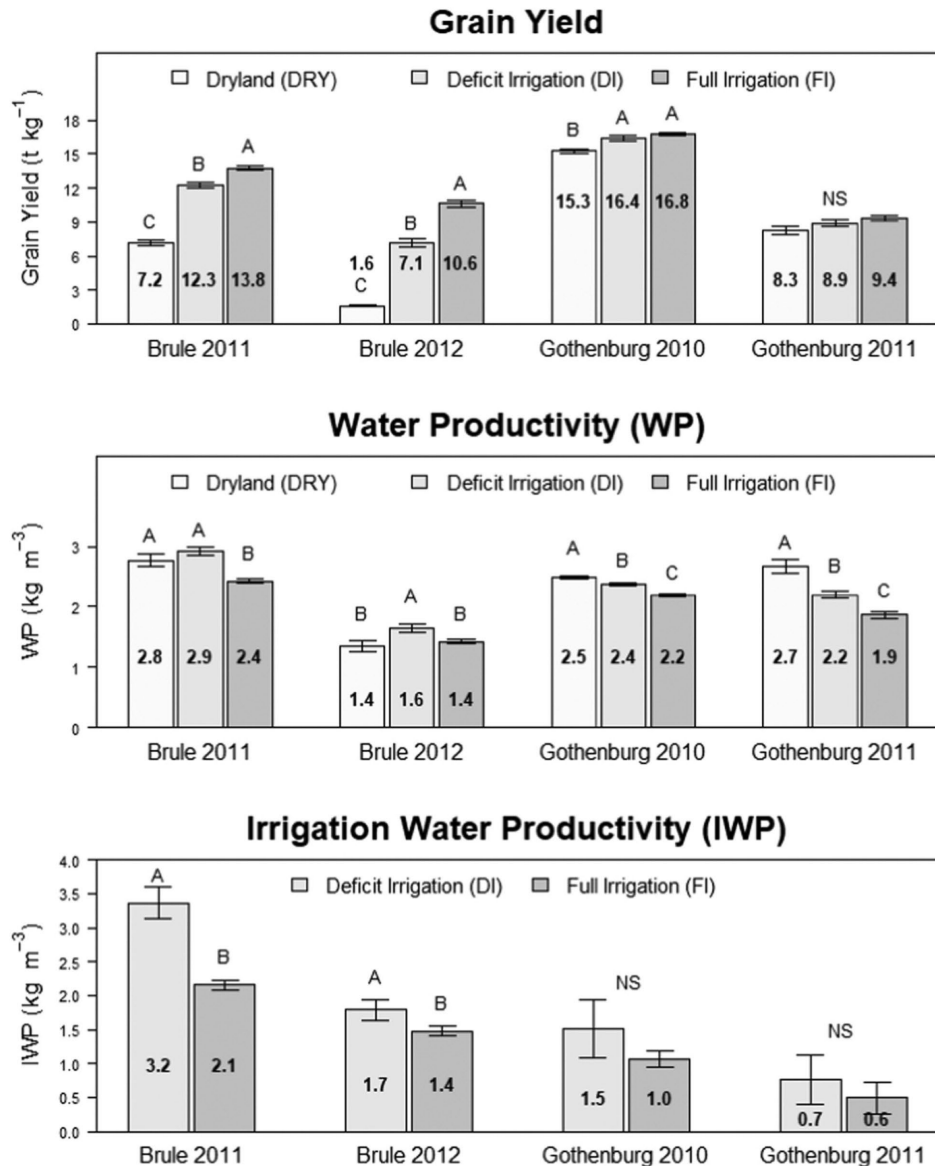 Grain Yield
Dryland (DRY) Deficit Irrigation (DI) Full Irrigation (FI)
Grain Yield (t kg⁻¹)
18
15
12
9
6
3
0
C B A
7.2 12.3 13.8
1.6 C B A
7.1 10.6
B A A
15.3 16.4 16.8
NS
8.3 8.9 9.4
Brule 2011 Brule 2012 Gothenburg 2010 Gothenburg 2011
Water Productivity (WP)
Dryland (DRY) Deficit Irrigation (DI) Full Irrigation (FI)
WP (kg m⁻³)
3
2
1
0
A A B
2.8 2.9 2.4
B A B
1.4 1.6 1.4
A B C
2.5 2.4 2.2
A B C
2.7 2.2 1.9
Brule 2011 Brule 2012 Gothenburg 2010 Gothenburg 2011
Irrigation Water Productivity (IWP)
Deficit Irrigation (DI) Full Irrigation (FI)
IWP (kg m⁻³)
4.0
3.5
3.0
2.5
2.0
1.5
1.0
0.5
0.0
A B
3.2 2.1
A B
1.7 1.4
NS
1.5 1.0
NS
0.7 0.6
Brule 2011 Brule 2012 Gothenburg 2010 Gothenburg 2011